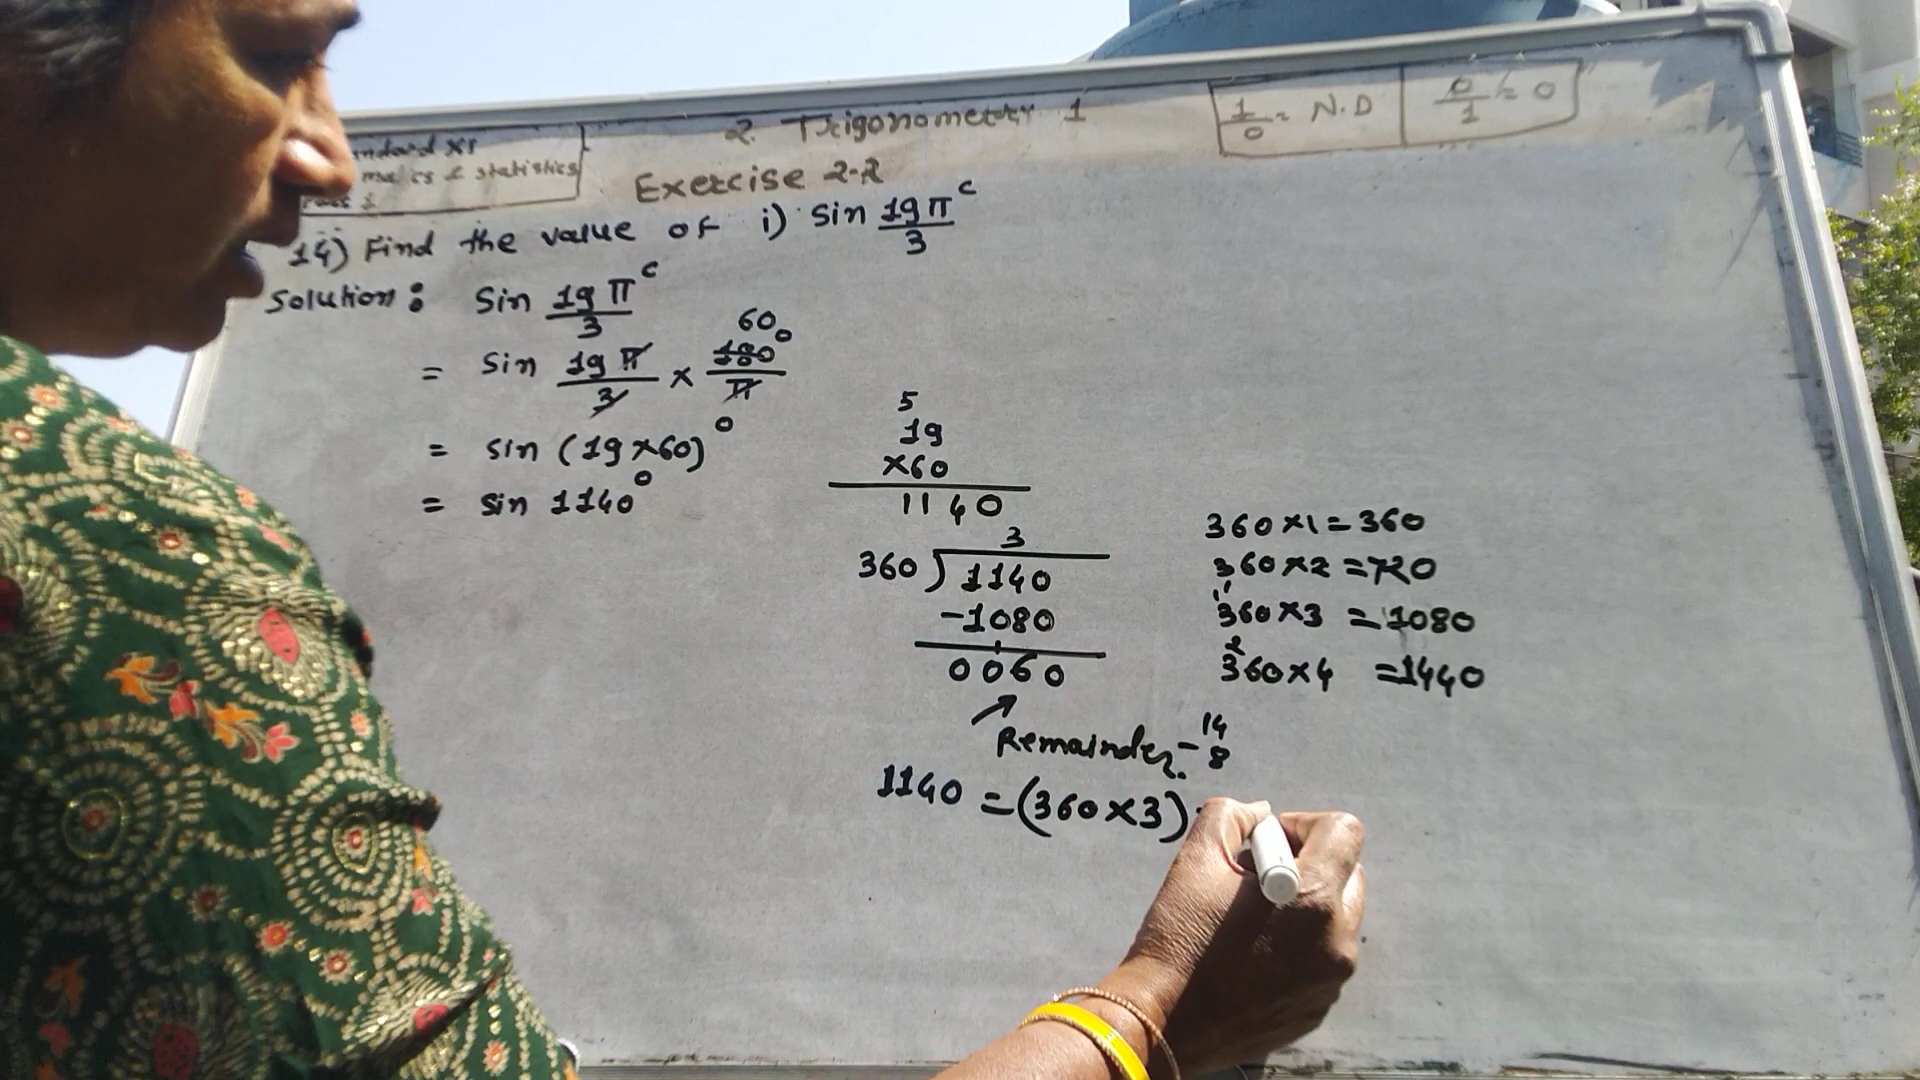 2. Trigonometry 1
1/0 = N.D
0/1 = 0
XI
& statistics
Exercise 2.2
14) Find the value of i) sin 19π/3 ᶜ
Solution: Sin 19π/3 ᶜ
= Sin 19π/3 × 180°/π
60
= sin (19×60)°
= sin 1140°
5
19
×60
1140
3
360 ) 1140
-1080
0060
Remainder.
360×1=360
360×2=720
1
360×3=1080
2
360×4=1440
14
-8
1140 = (360×3)